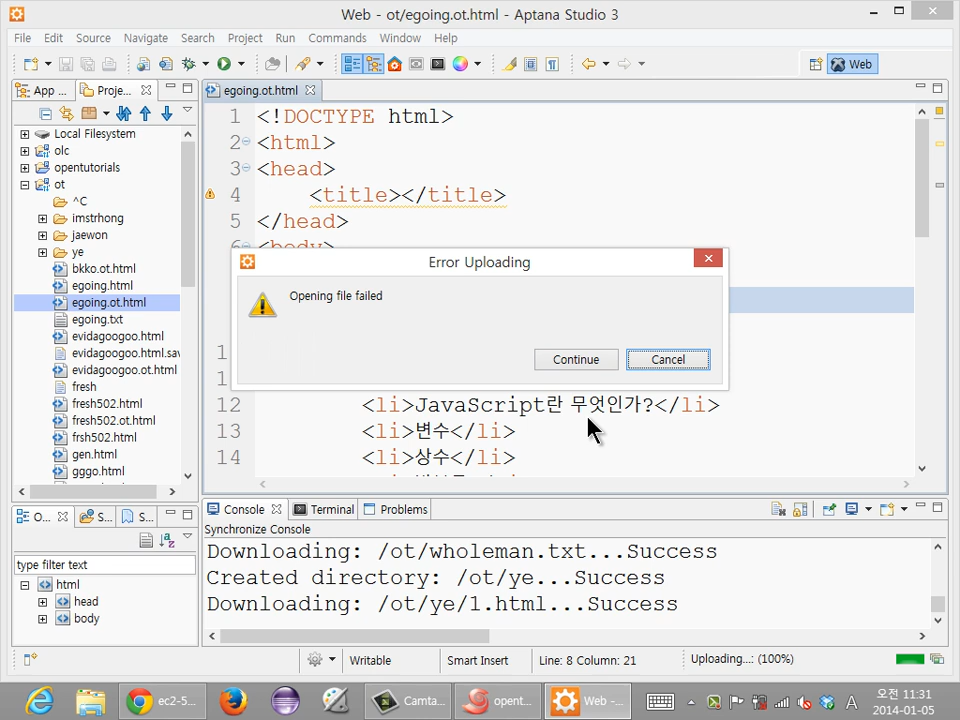 Web - ot/egoing.ot.html - Aptana Studio 3
File Edit Source Navigate Search Project Run Commands Window Help
Web
App ... Proje...
egoing.ot.html
Local Filesystem
olc
opentutorials
ot
^C
imstrhong
jaewon
ye
bkko.ot.html
egoing.html
egoing.ot.html
egoing.txt
evidagoogoo.html
evidagoogoo.html.sav
evidagoogoo.ot.html
fresh
fresh502.html
fresh502.ot.html
frsh502.html
gen.html
gggo.html
1 <!DOCTYPE html>
2 <html>
3 <head>
4 <title></title>
5 </head>
6 <body>
Error Uploading
Opening file failed
Continue Cancel
1
1
12 <li>JavaScript란 무엇인가?</li>
13 <li>변수</li>
14 <li>상수</li>
O... S... S...
type filter text
html
head
body
Console Terminal Problems
Synchronize Console
Downloading: /ot/wholeman.txt...Success
Created directory: /ot/ye...Success
Downloading: /ot/ye/1.html...Success
Writable Smart Insert Line: 8 Column: 21 Uploading...: (100%)
ec2-5... Camta... opent... Web -... A
오전 11:31
2014-01-05